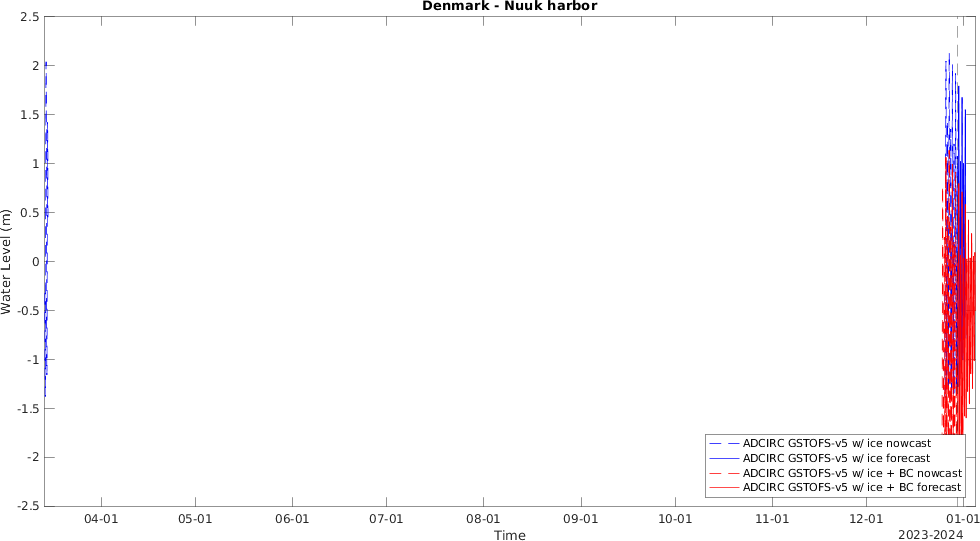 Denmark - Nuuk harbor
Water Level (m)
2.5
2
1.5
1
0.5
0
-0.5
-1
-1.5
-2
-2.5
ADCIRC GSTOFS-v5 w/ ice nowcast
ADCIRC GSTOFS-v5 w/ ice forecast
ADCIRC GSTOFS-v5 w/ ice + BC nowcast
ADCIRC GSTOFS-v5 w/ ice + BC forecast
04-01 05-01 06-01 07-01 08-01 09-01 10-01 11-01 12-01 01-01
Time
2023-2024